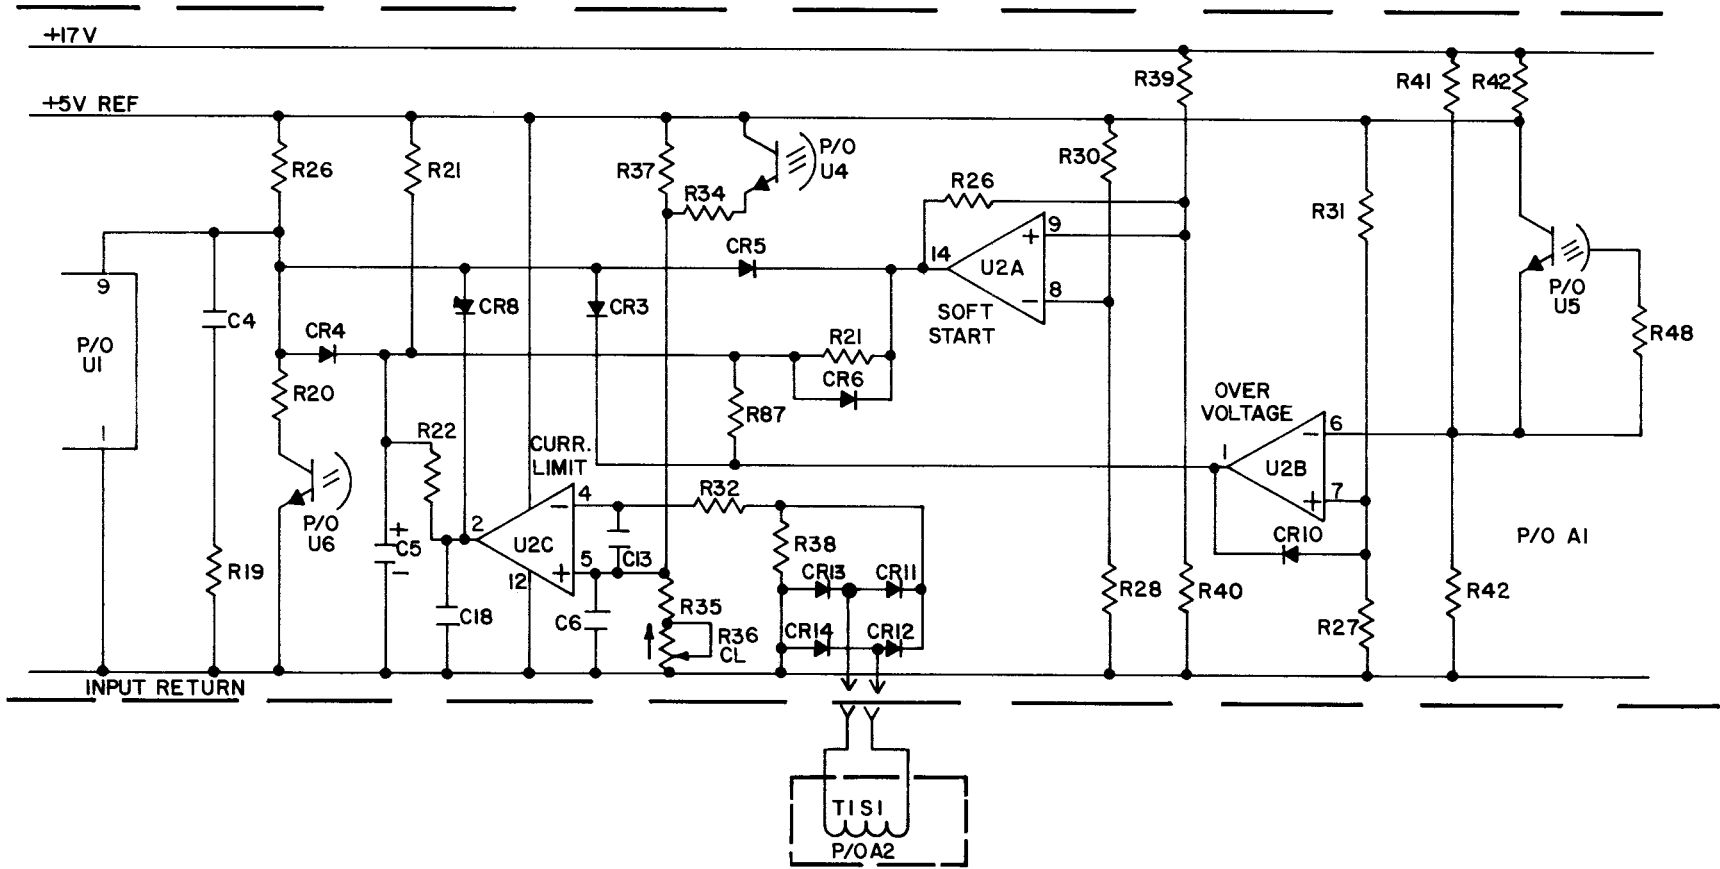 +17V
R39
R41
R42
+5V REF
R26
R21
R37
R34
P/O
U4
R30
R26
R31
9
CR5
14
+
9
U2A
8
−
SOFT
START
P/O
U5
C4
CR8
CR3
R48
P/O
U1
CR4
R21
CR6
R20
R87
OVER
VOLTAGE
1
R22
CURR.
LIMIT
1
−
6
U2B
+
7
P/O
U6
+
C5
−
2
−
4
U2C
12
+
5
C13
R32
R38
CR10
P/O A1
R19
C18
C6
R35
R36
CL
CR13
CR11
CR14
CR12
R28
R40
R27
R42
INPUT RETURN
T1S1
P/O A2